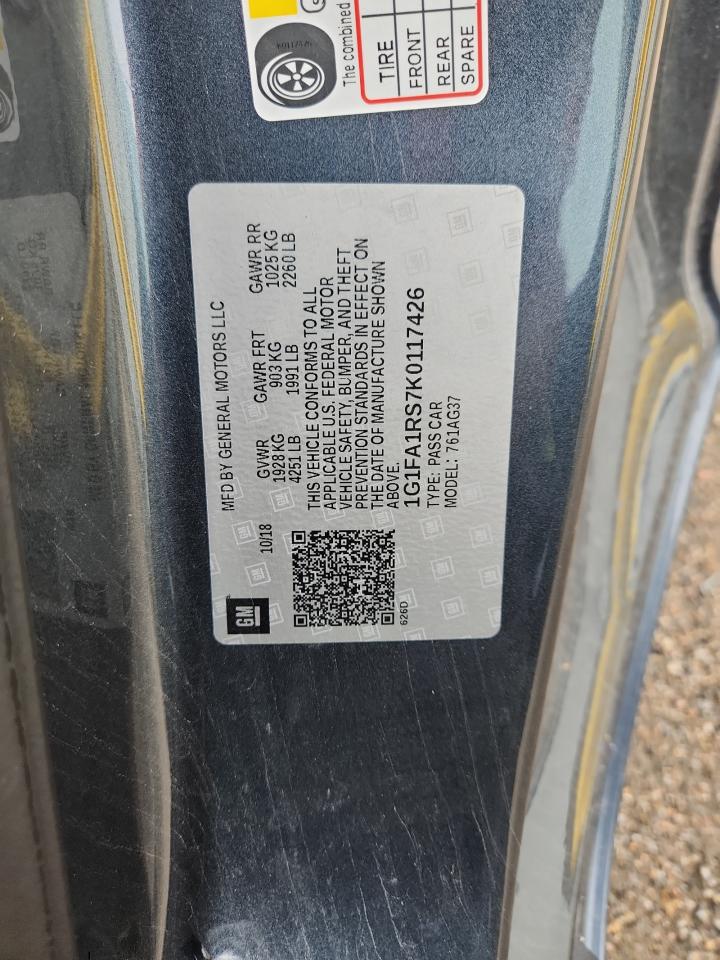 The combined
TIRE
FRONT
REAR
SPARE
GM
MFD BY GENERAL MOTORS LLC
10/18
GVWR GAWR FRT GAWR RR
1928 KG 903 KG 1025 KG
4251 LB 1991 LB 2260 LB
THIS VEHICLE CONFORMS TO ALL
APPLICABLE U.S. FEDERAL MOTOR
VEHICLE SAFETY, BUMPER, AND THEFT
PREVENTION STANDARDS IN EFFECT ON
THE DATE OF MANUFACTURE SHOWN
ABOVE.
1G1FA1RS7K0117426
TYPE: PASS CAR
MODEL: 761AG37
626D